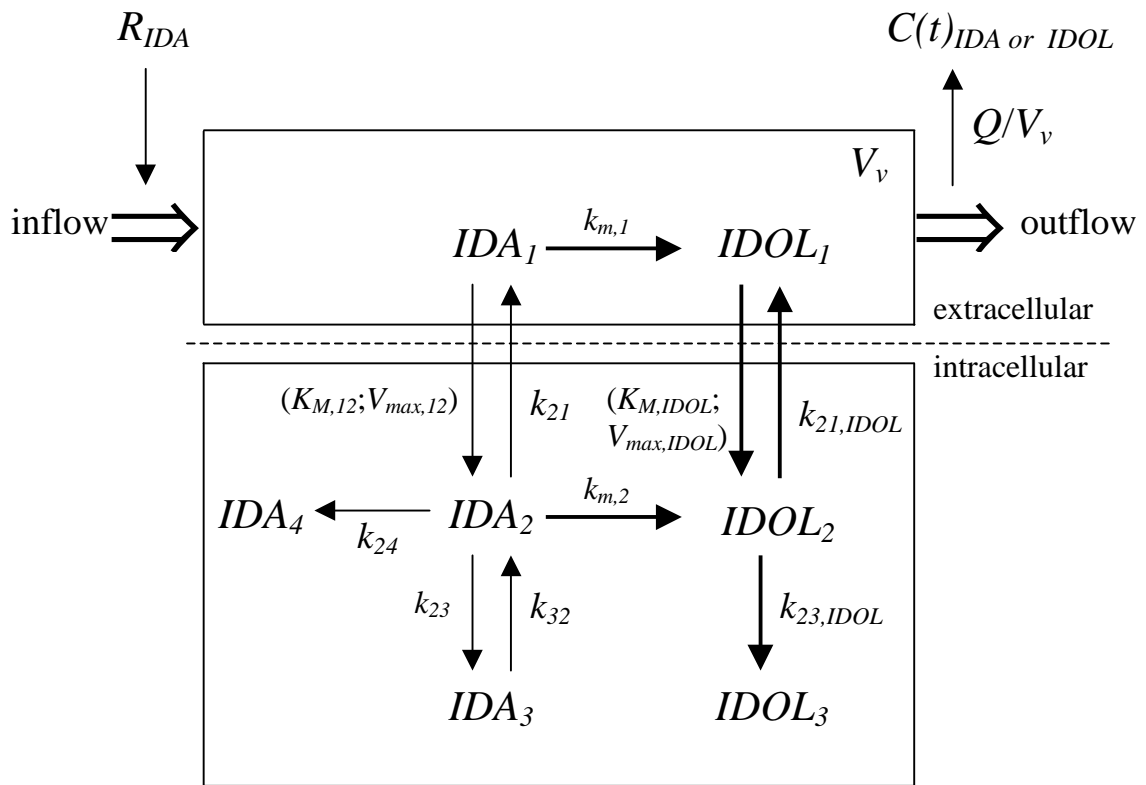 R_IDA
C(t)_IDA or IDOL
Q/V_v
V_v
inflow
k_m,1
outflow
IDA_1
IDOL_1
extracellular
intracellular
(K_M,12;V_max,12)
k_21
(K_M,IDOL;
V_max,IDOL)
k_21,IDOL
k_m,2
IDA_4
IDA_2
IDOL_2
k_24
k_23
k_32
k_23,IDOL
IDA_3
IDOL_3